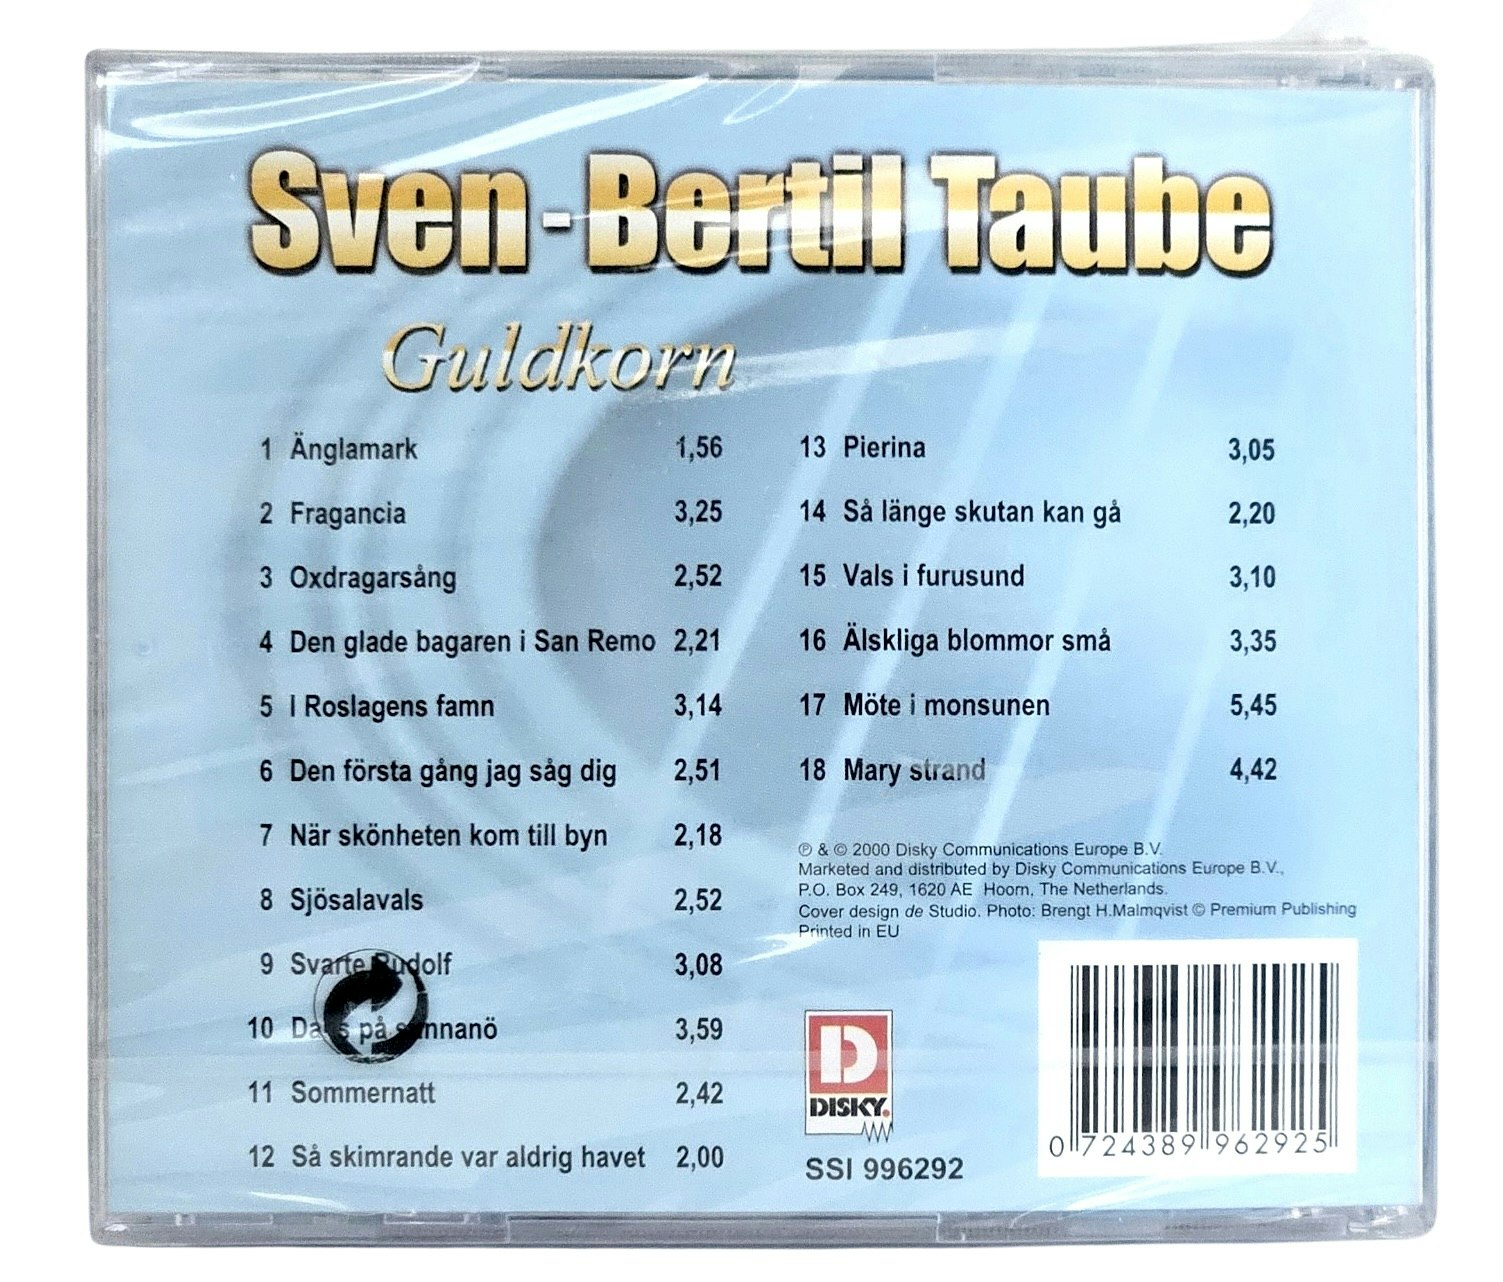 Sven-Bertil Taube
Guldkorn
1 Änglamark 1,56
2 Fragancia 3,25
3 Oxdragarsång 2,52
4 Den glade bagaren i San Remo 2,21
5 I Roslagens famn 3,14
6 Den första gång jag såg dig 2,51
7 När skönheten kom till byn 2,18
8 Sjösalavals 2,52
9 Svarte Rudolf 3,08
10 på 3,59
11 Sommernatt 2,42
12 Så skimrande var aldrig havet 2,00
13 Pierina 3,05
14 Så länge skutan kan gå 2,20
15 Vals i furusund 3,10
16 Älskliga blommor små 3,35
17 Möte i monsunen 5,45
18 Mary strand 4,42
℗ & © 2000 Disky Communications Europe B.V.
Marketed and distributed by Disky Communications Europe B.V.,
P.O. Box 249, 1620 AE Hoorn, The Netherlands.
Cover design de Studio. Photo: Brengt H.Malmqvist © Premium Publishing
Printed in EU
D
DISKY.
SSI 996292
0 724389 962925